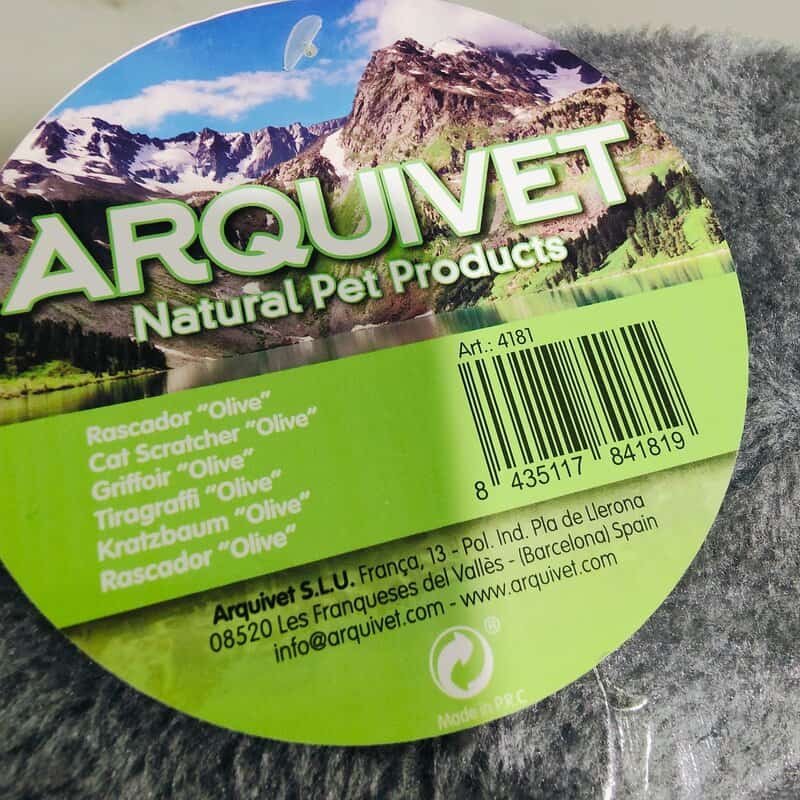 ARQUIVET
Natural Pet Products
Art.: 4181
8 435117 841819
Rascador "Olive"
Cat Scratcher "Olive"
Griffoir "Olive"
Tiragraffi "Olive"
Kratzbaum "Olive"
Rascador "Olive"
Arquivet S.L.U. França, 13 - Pol. Ind. Pla de Llerona
08520 Les Franqueses del Vallès - (Barcelona) Spain
info@arquivet.com - www.arquivet.com
®
Made in P.R.C